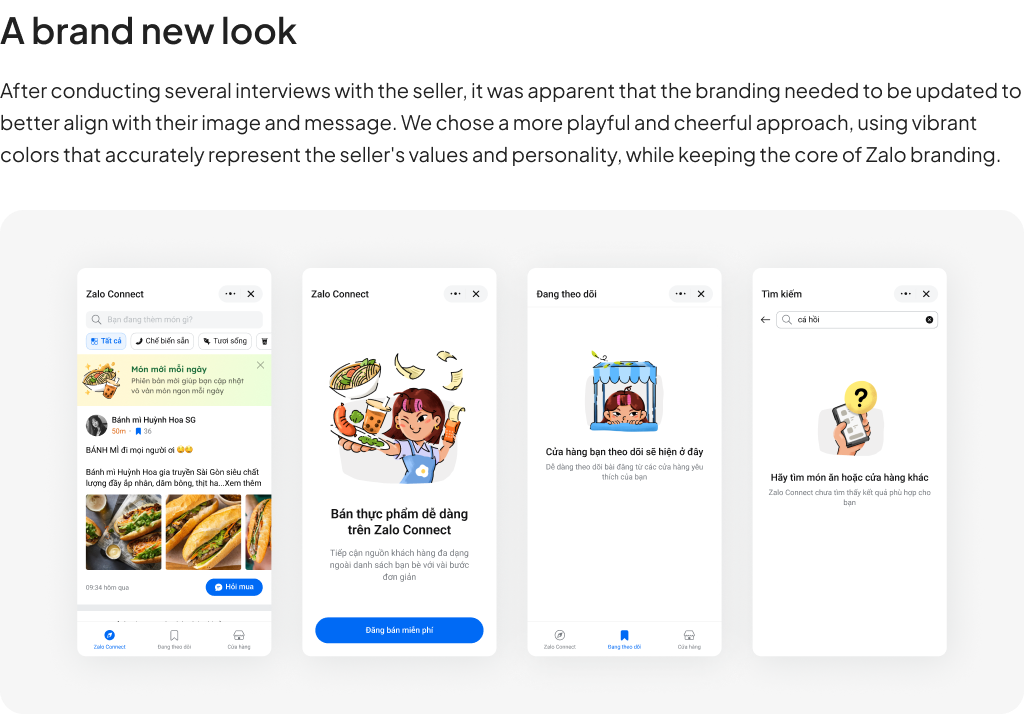 A brand new look
After conducting several interviews with the seller, it was apparent that the branding needed to be updated to
better align with their image and message. We chose a more playful and cheerful approach, using vibrant
colors that accurately represent the seller's values and personality, while keeping the core of Zalo branding.
Zalo Connect
Bạn đang thèm món gì?
Tất cả
Chế biến sẵn
Tươi sống
Món mới mỗi ngày
Phiên bản mới giúp bạn cập nhật
vô vàn món ngon mỗi ngày
Bánh mì Huỳnh Hoa SG
50m · 36
BÁNH MÌ đi mọi người ơi 🤤🤤
Bánh mì Huỳnh Hoa gia truyền Sài Gòn siêu chất
lượng đầy ắp nhân, dăm bông, thịt ha...Xem thêm
09:34 hôm qua
Hỏi mua
Zalo Connect
Đang theo dõi
Cửa hàng
Zalo Connect
Bán thực phẩm dễ dàng
trên Zalo Connect
Tiếp cận nguồn khách hàng đa dạng
ngoài danh sách bạn bè với vài bước
đơn giản
Đăng bán miễn phí
Đang theo dõi
Cửa hàng bạn theo dõi sẽ hiện ở đây
Dễ dàng theo dõi bài đăng từ các cửa hàng yêu
thích của bạn
Zalo Connect
Đang theo dõi
Cửa hàng
Tìm kiếm
cá hồi
?
Hãy tìm món ăn hoặc cửa hàng khác
Zalo Connect chưa tìm thấy kết quả phù hợp cho
bạn